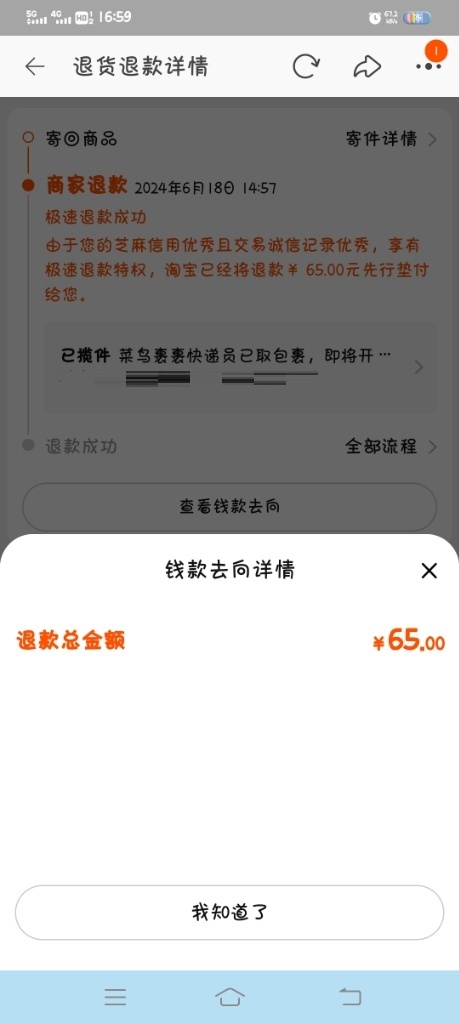 5G 4G HD 1 2 16:59 67.2 kB/s
退货退款详情 1
寄回商品 寄件详情
商家退款 2024年6月18日 14:57
极速退款成功
由于您的芝麻信用优秀且交易诚信记录优秀，享有
极速退款特权，淘宝已经将退款¥ 65.00元先行垫付
给您。
已揽件 菜鸟裹裹快递员已取包裹，即将开…
退款成功 全部流程
查看钱款去向
钱款去向详情
退款总金额 ¥65.00
我知道了